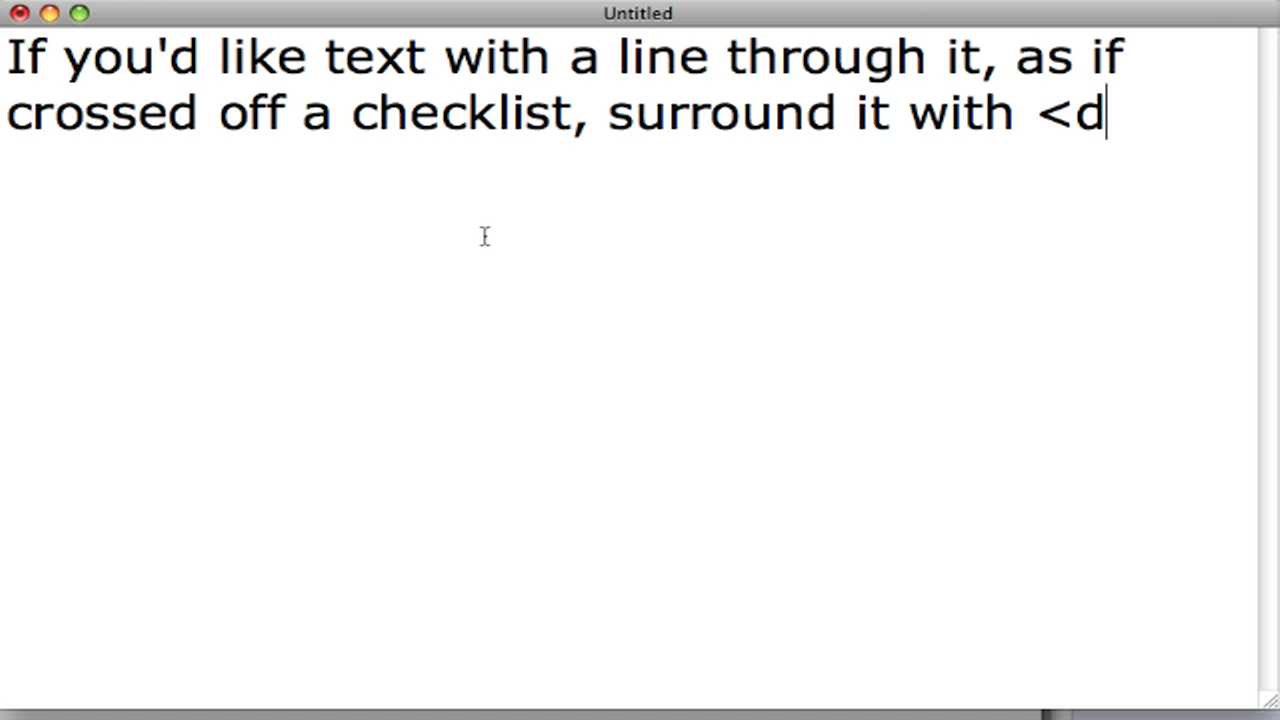 Untitled
If you'd like text with a line through it, as if
crossed off a checklist, surround it with <d